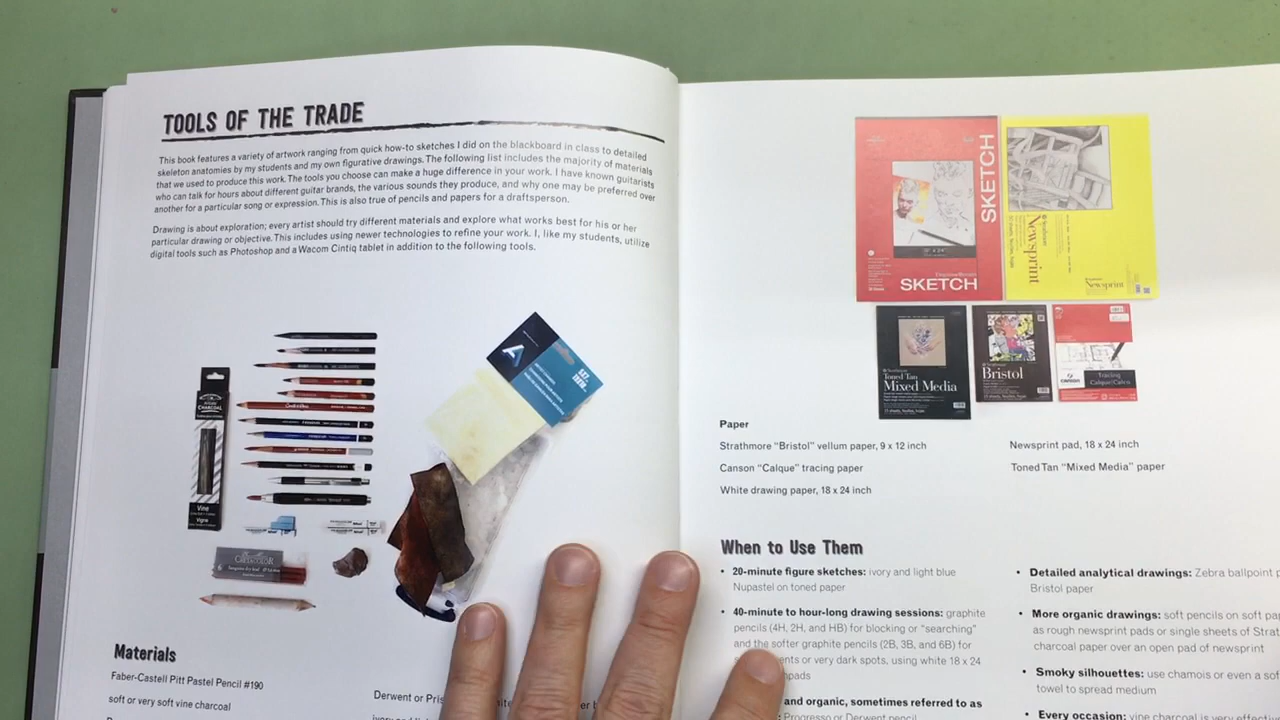 TOOLS OF THE TRADE
This book features a variety of artwork ranging from quick how-to sketches I did on the blackboard in class to detailed
skeleton anatomies by my students and my own figurative drawings. The following list includes the majority of materials
that we used to produce this work. The tools you choose can make a huge difference in your work. I have known guitarists
who can talk for hours about different guitar brands, the various sounds they produce, and why one may be preferred over
another for a particular song or expression. This is also true of pencils and papers for a draftsperson.
Drawing is about exploration; every artist should try different materials and explore what works best for his or her
particular drawing or objective. This includes using newer technologies to refine your work. I, like my students, utilize
digital tools such as Photoshop and a Wacom Cintiq tablet in addition to the following tools.
CHARCOAL
Vine
Vigne
Materials
Faber-Castell Pitt Pastel Pencil #190
soft or very soft vine charcoal
SKETCH
SKETCH
Newsprint
Newsprint
Toned Tan
Mixed Media
Bristol
CANSON
Tracing
Calque/Calco
Paper
Strathmore "Bristol" vellum paper, 9 x 12 inch
Canson "Calque" tracing paper
White drawing paper, 18 x 24 inch
Newsprint pad, 18 x 24 inch
Toned Tan "Mixed Media" paper
When to Use Them
• 20-minute figure sketches: ivory and light blue
Nupastel on toned paper
• 40-minute to hour-long drawing sessions: graphite
pencils (4H, 2H, and HB) for blocking or "searching"
and the softer graphite pencils (2B, 3B, and 6B) for
or very dark spots, using white 18 x 24
and organic, sometimes referred to as
Progresso or Derwent pencil
• Detailed analytical drawings: Zebra ballpoint
Bristol paper
• More organic drawings: soft pencils on soft
as rough newsprint pads or single sheets of
charcoal paper over an open pad of newsprint
• Smoky silhouettes: use chamois or even a
towel to spread medium
• Every occasion: vine charcoal is very